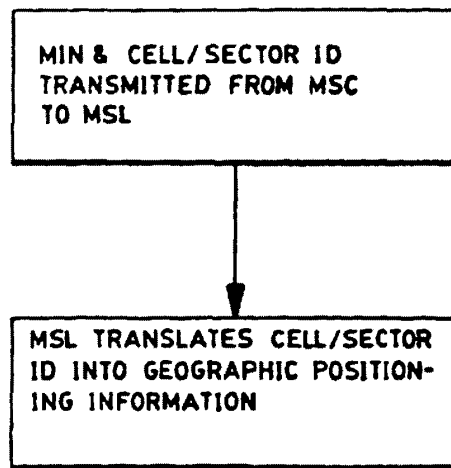 MIN & CELL/SECTOR ID
TRANSMITTED FROM MSC
TO MSL
MSL TRANSLATES CELL/SECTOR
ID INTO GEOGRAPHIC POSITION-
ING INFORMATION